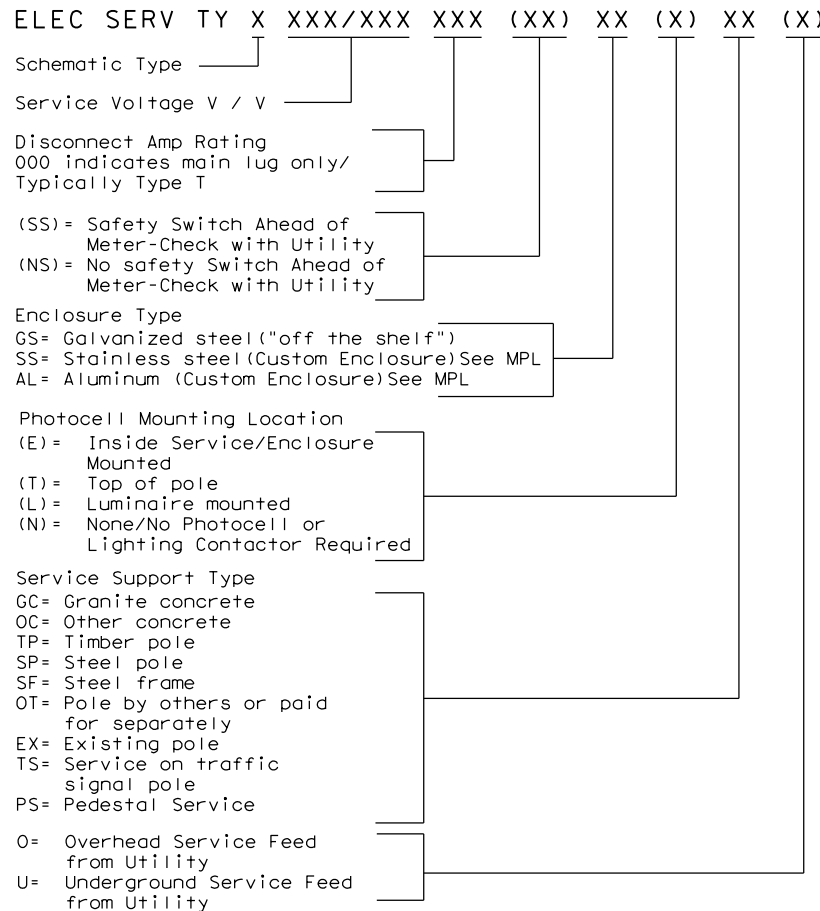 ELEC SERV TY X XXX/XXX XXX (XX) XX (X) XX (X)
Schematic Type
Service Voltage V / V
Disconnect Amp Rating
000 indicates main lug only/
Typically Type T
(SS)= Safety Switch Ahead of
Meter-Check with Utility
(NS)= No safety Switch Ahead of
Meter-Check with Utility
Enclosure Type
GS= Galvanized steel("off the shelf")
SS= Stainless steel(Custom Enclosure)See MPL
AL= Aluminum (Custom Enclosure)See MPL
Photocell Mounting Location
(E)= Inside Service/Enclosure
Mounted
(T)= Top of pole
(L)= Luminaire mounted
(N)= None/No Photocell or
Lighting Contactor Required
Service Support Type
GC= Granite concrete
OC= Other concrete
TP= Timber pole
SP= Steel pole
SF= Steel frame
OT= Pole by others or paid
for separately
EX= Existing pole
TS= Service on traffic
signal pole
PS= Pedestal Service
O= Overhead Service Feed
from Utility
U= Underground Service Feed
from Utility